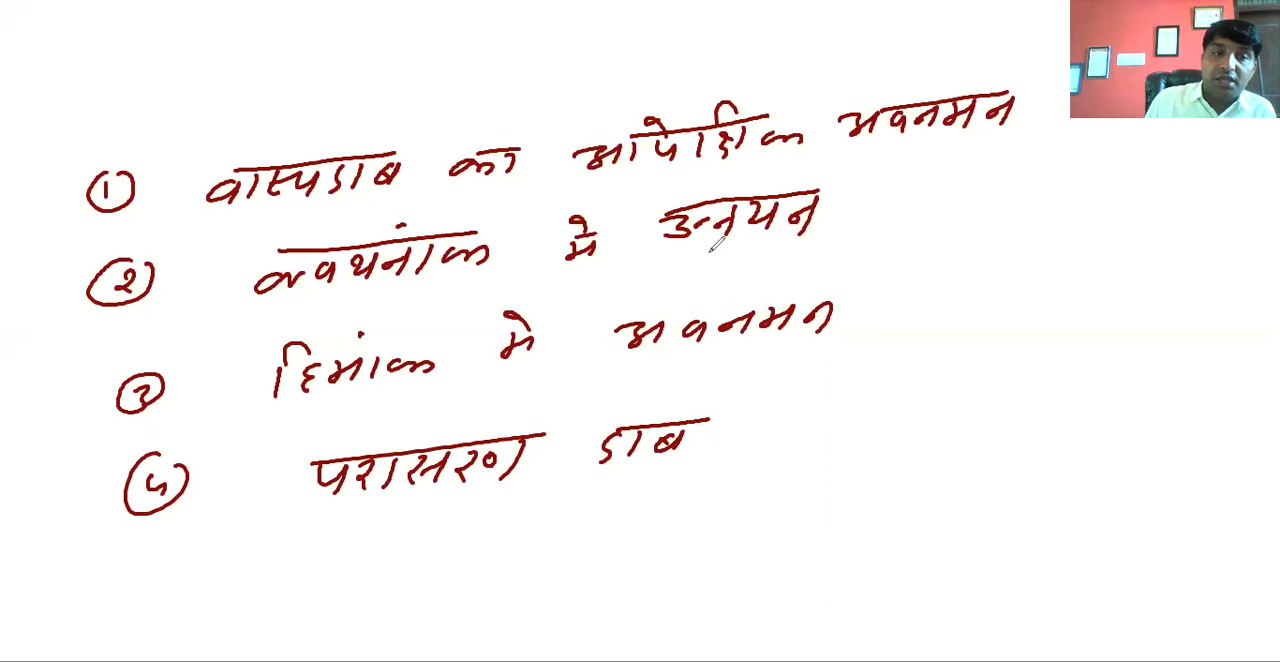 ① वास्पदाब का आपेक्षिक अवनमन
② क्वथनांक में उन्नयन
③ हिमांक मे अवनमन
④ परासरण दाब